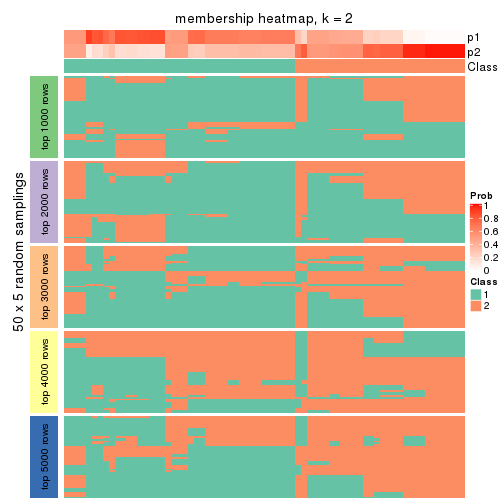 membership heatmap, k = 2
p1
p2
Class
50 x 5 random samplings
top 1000 rows
top 2000 rows
top 3000 rows
top 4000 rows
top 5000 rows
Prob
1
0.8
0.6
0.4
0.2
0
Class
1
2